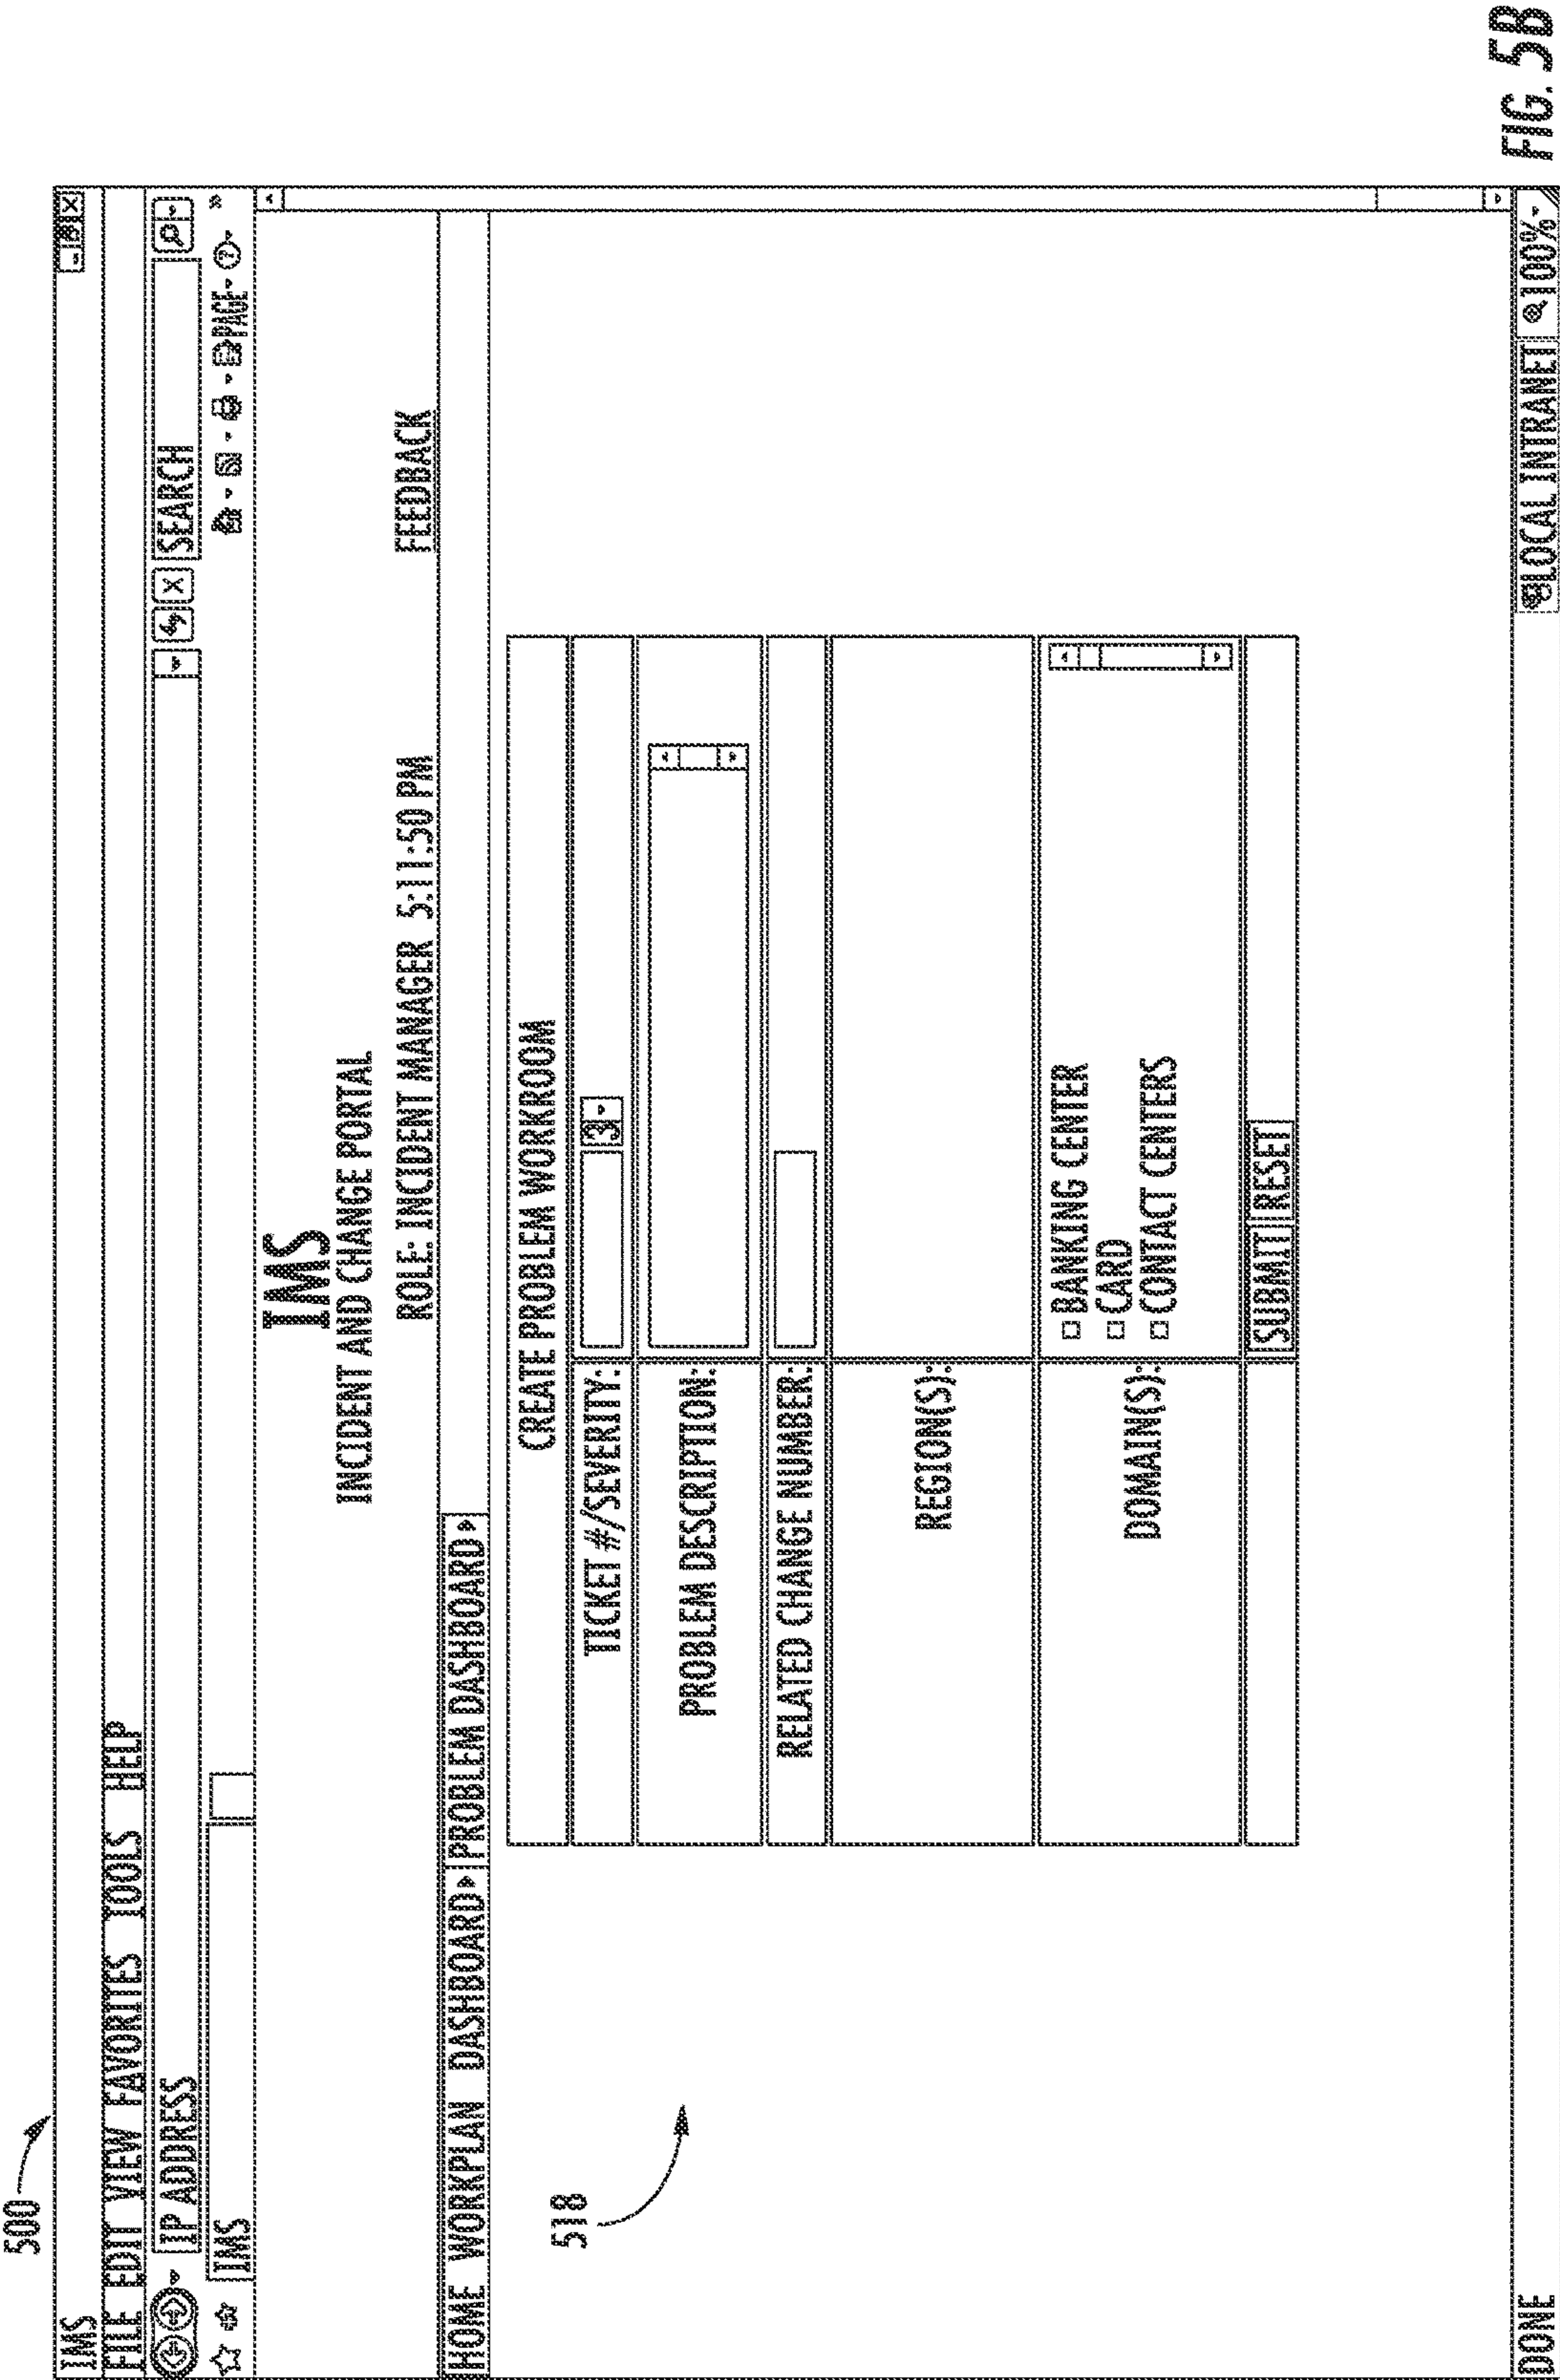 500
IMS
FILE EDIT VIEW FAVORITES TOOLS HELP
IP ADDRESS X SEARCH
IMS PAGE ? »
IMS
INCIDENT AND CHANGE PORTAL
ROLE: INCIDENT MANAGER 5:11:50 PM FEEDBACK
HOME WORKPLAN DASHBOARD PROBLEM DASHBOARD
518
CREATE PROBLEM WORKROOM
TICKET #/SEVERITY: 3
PROBLEM DESCRIPTION:
RELATED CHANGE NUMBER:
REGION(S):
DOMAIN(S):
BANKING CENTER
CARD
CONTACT CENTERS
SUBMIT RESET
DONE LOCAL INTRANET 100%
FIG. 5B